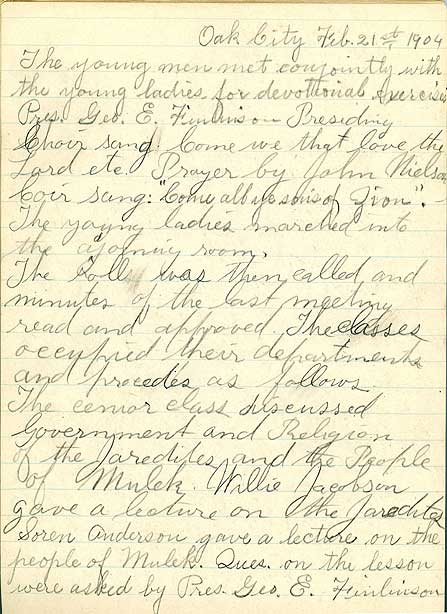 Oak City Feb. 21st 1904
The young men met conjointly with
the young ladies for devotional exercises
Pres. Geo. E. Finlinson Presiding
Choir sang. Come we that love the
Lord etc. Prayer by John Nielson
Coir sang: "Come all ye sons of Zion".
The young ladies marched into
the ajoining room.
The Rolls was then called and
minutes of the last meeting
read and approved. The classes
occupied their departments
and procedes as follows
The cenior class discussed
Government and Religion
of the Jaredites and the People
of Mulek. Willie Jacobson
gave a lecture on the Jaredites
Soren Anderson gave a lecture on the
people of Mulek. Ques. on the lesson
were asked by Pres. Geo. E. Finlinson